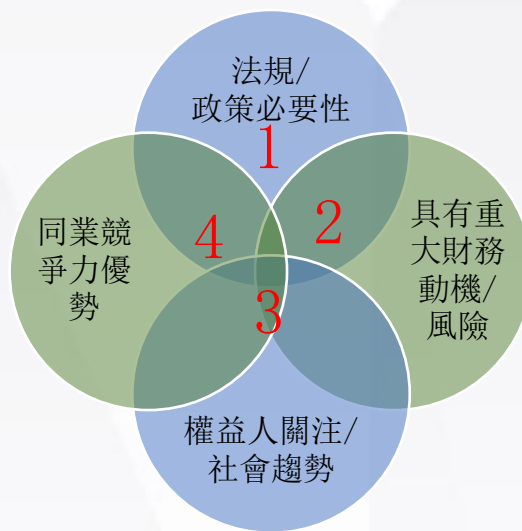 法規/
政策必要性
1
2
4
3
同業競
爭力優
勢
具有重
大財務
動機/
風險
權益人關注/
社會趨勢